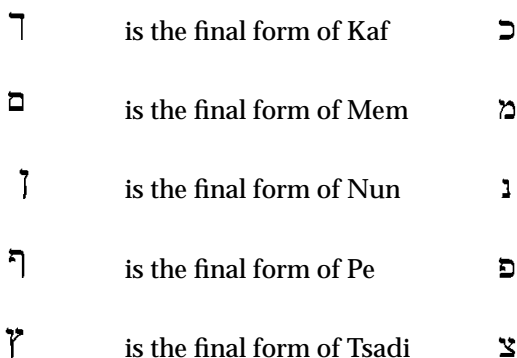 ך is the final form of Kaf כ
ם is the final form of Mem מ
ן is the final form of Nun נ
ף is the final form of Pe פ
ץ is the final form of Tsadi צ